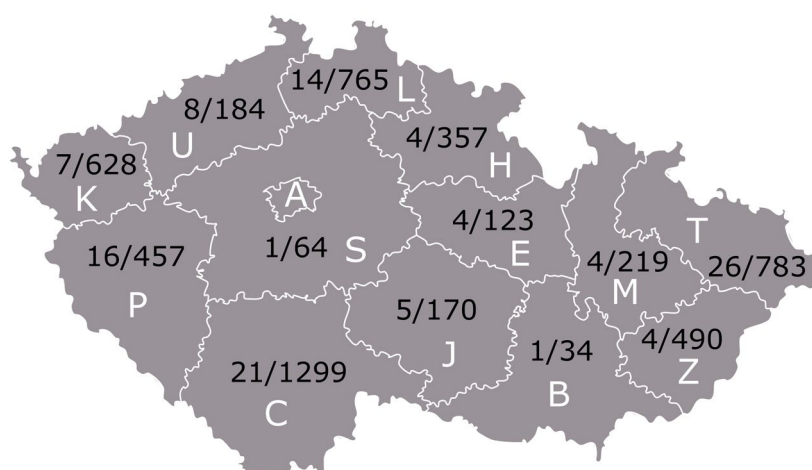 14/765
L
8/184
U
4/357
H
7/628
K
A
4/123
E
T
16/457
P
1/64
S
4/219
M
26/783
5/170
J
1/34
B
4/490
Z
21/1299
C